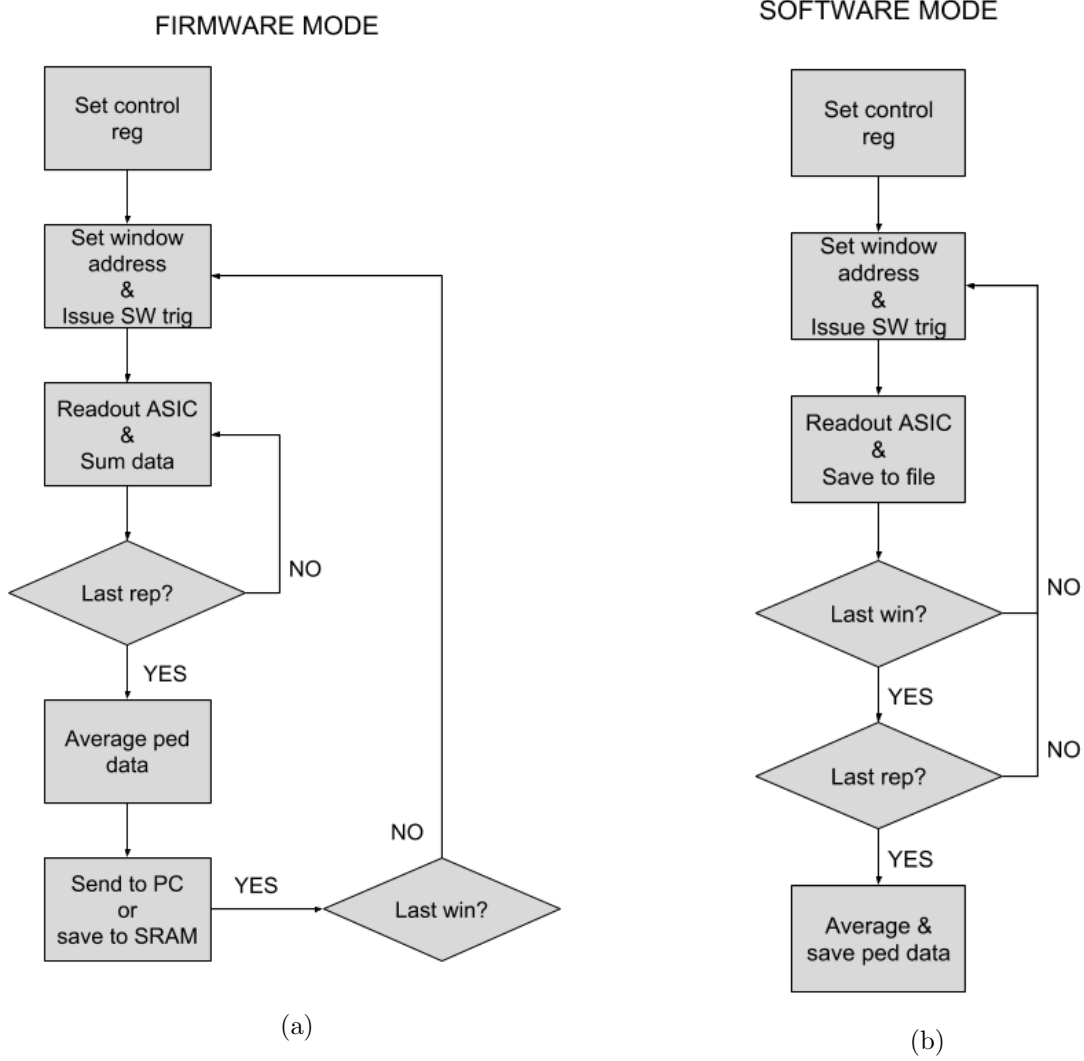 FIRMWARE MODE
Set control
reg
Set window
address
&
Issue SW trig
Readout ASIC
&
Sum data
Last rep?
NO
YES
Average ped
data
Send to PC
or
save to SRAM
YES
Last win?
NO
(a)
SOFTWARE MODE
Set control
reg
Set window
address
&
Issue SW trig
Readout ASIC
&
Save to file
Last win?
NO
YES
Last rep?
NO
YES
Average &
save ped data
(b)